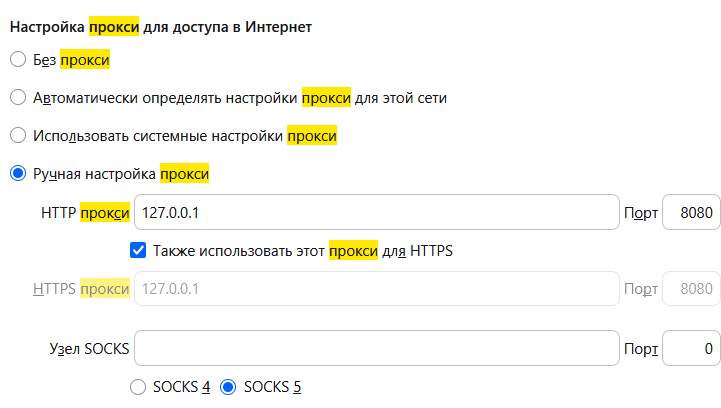 Настройка прокси для доступа в Интернет
Без прокси
Автоматически определять настройки прокси для этой сети
Использовать системные настройки прокси
Ручная настройка прокси
HTTP прокси 127.0.0.1 Порт 8080
Также использовать этот прокси для HTTPS
HTTPS прокси 127.0.0.1 Порт 8080
Узел SOCKS Порт 0
SOCKS 4 SOCKS 5